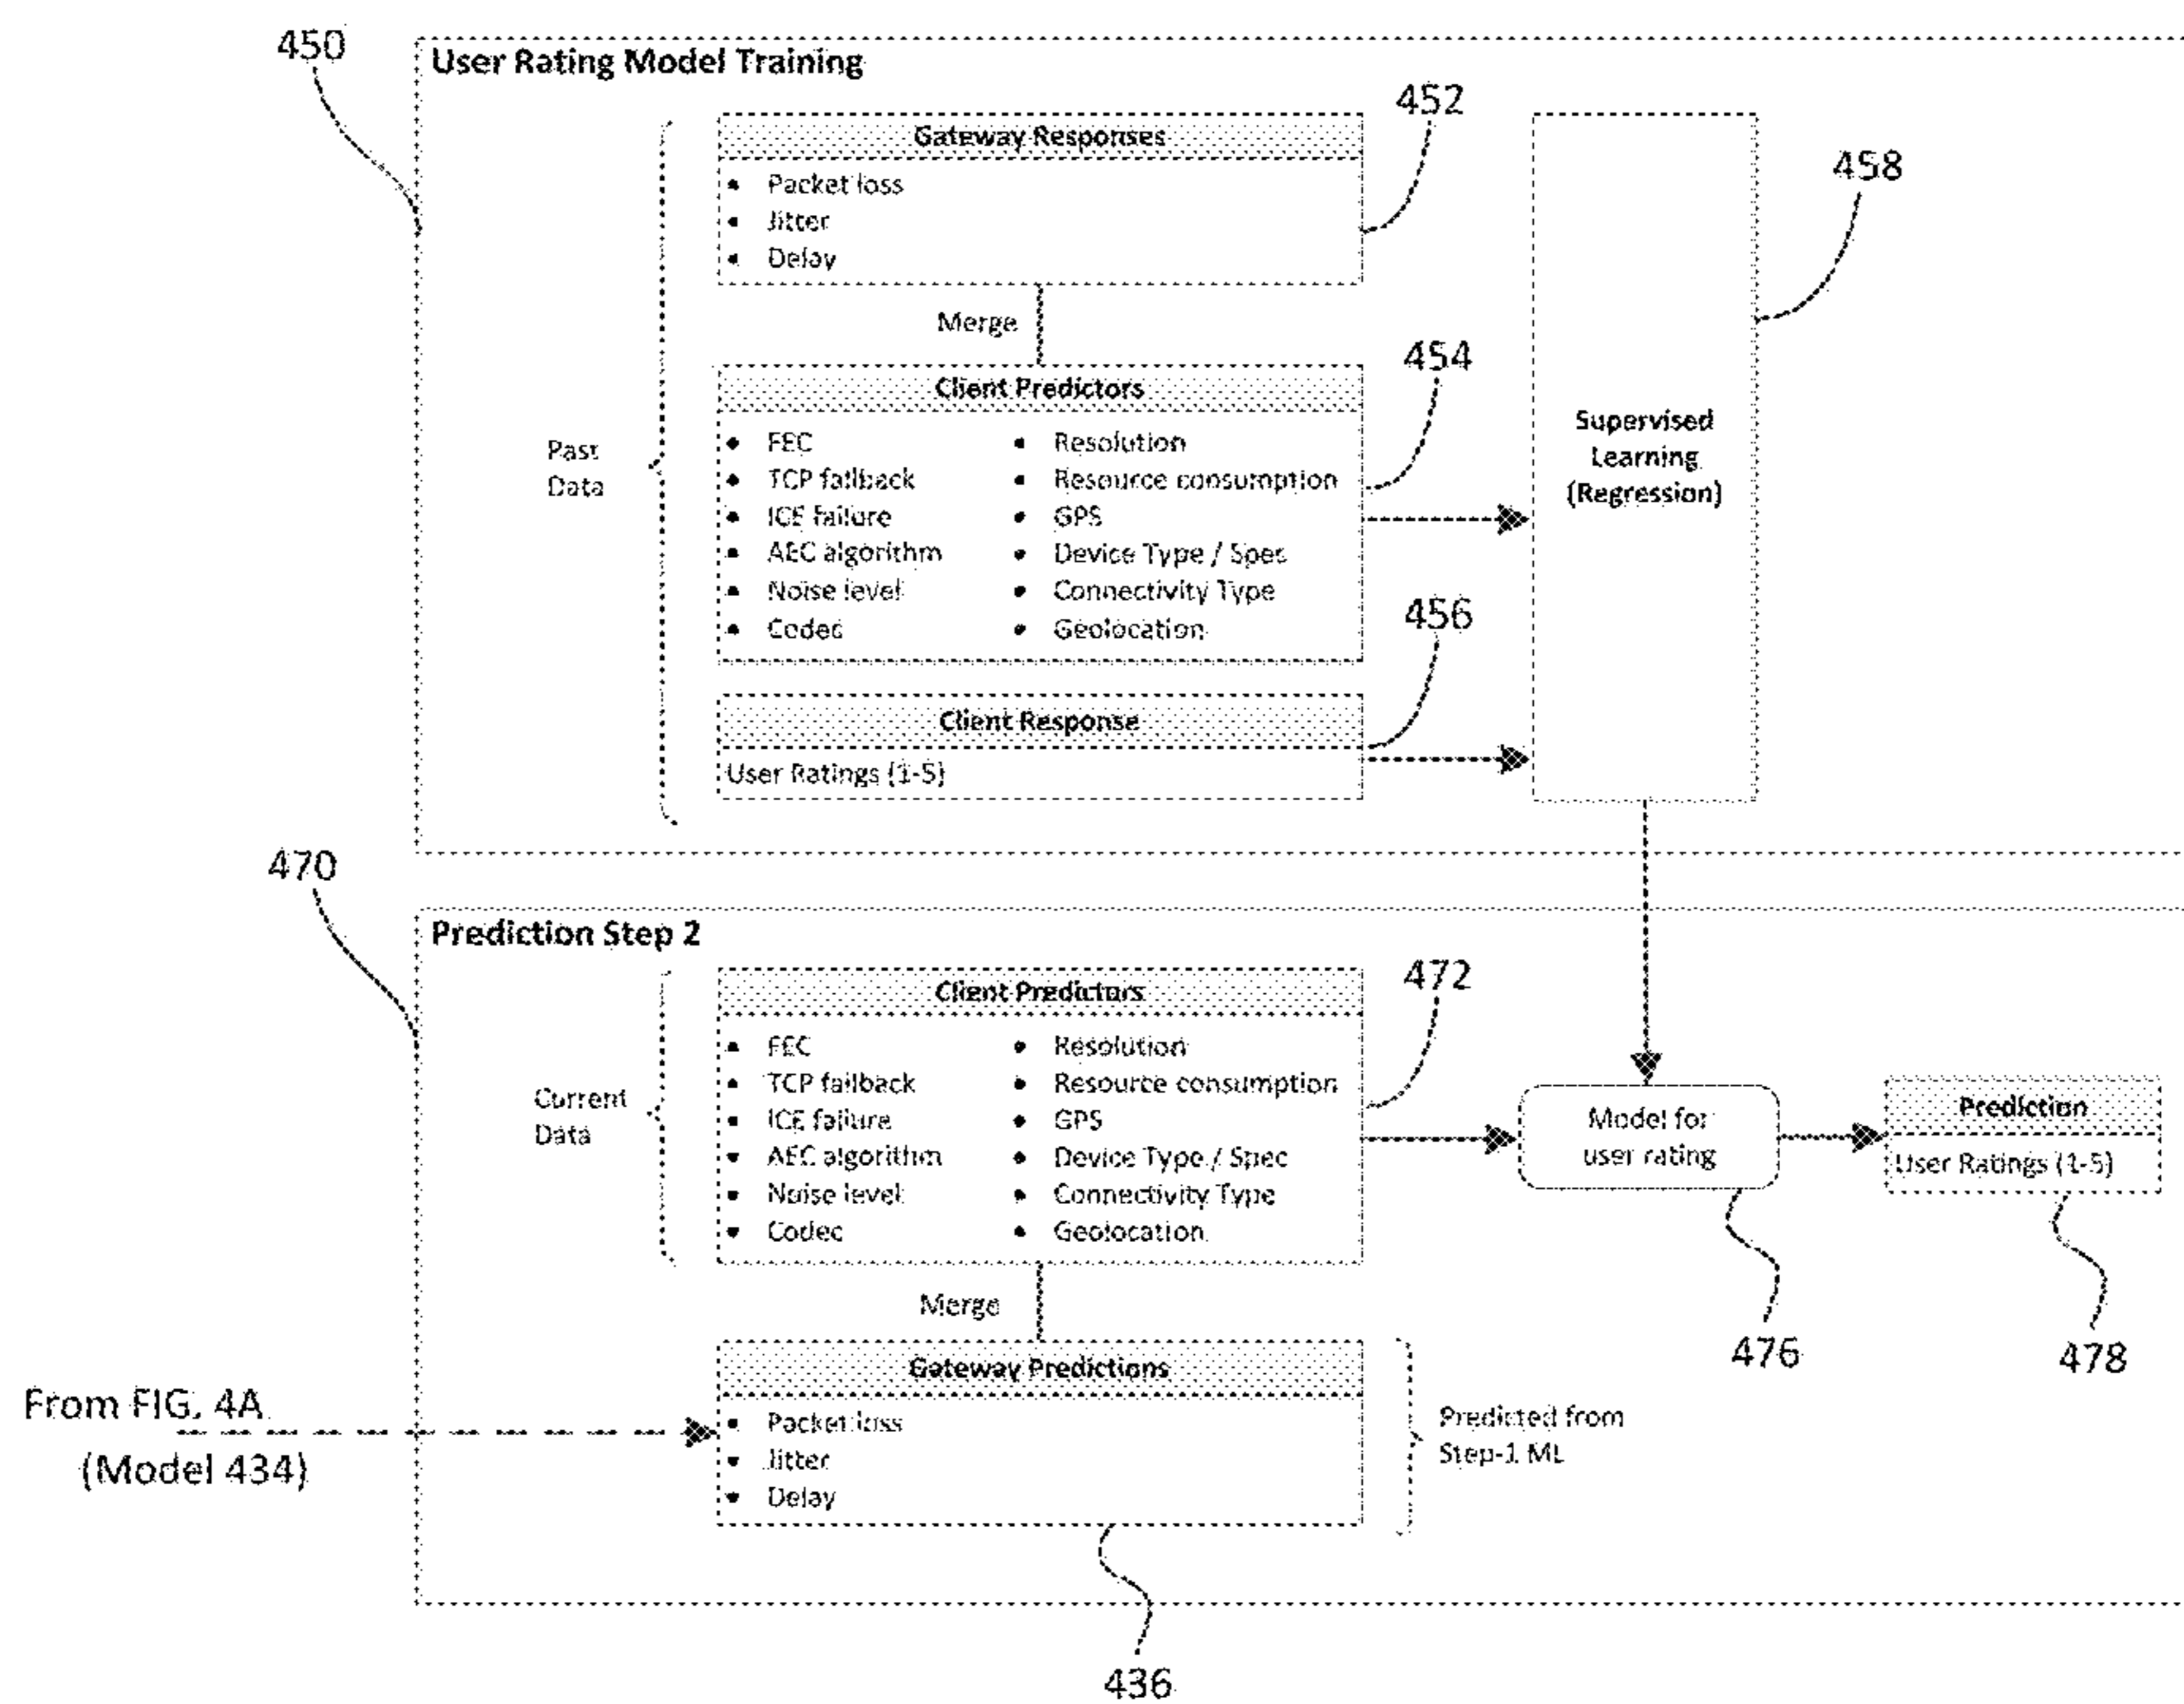 450
User Rating Model Training
452
Gateway Responses
458
• Packet loss
• Jitter
• Delay
Merge
454
Client Predictors
Past
Data
• FEC
• TCP fallback
• ICE failure
• AEC algorithm
• Noise level
• Codec
• Resolution
• Resource consumption
• GPS
• Device Type / Spec
• Connectivity Type
• Geolocation
Supervised
Learning
(Regression)
456
Client Response
User Ratings (1-5)
470
Prediction Step 2
472
Client Predictors
Current
Data
• FEC
• TCP fallback
• ICE failure
• AEC algorithm
• Noise level
• Codec
• Resolution
• Resource consumption
• GPS
• Device Type / Spec
• Connectivity Type
• Geolocation
Model for
user rating
Prediction
User Ratings (1-5)
Merge
476
478
Gateway Predictions
From FIG. 4A
(Model 434)
• Packet loss
• Jitter
• Delay
Predicted from
Step-1 ML
436